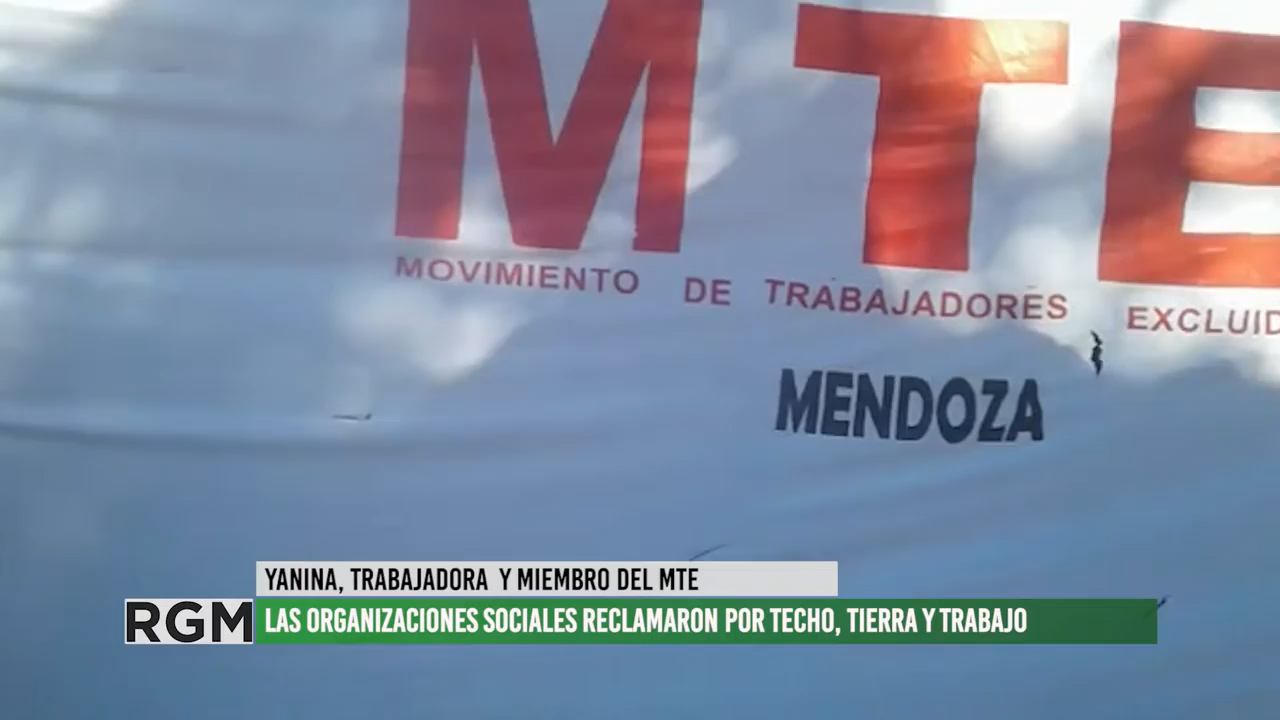 MTE
MOVIMIENTO DE TRABAJADORES EXCLUID
MENDOZA
YANINA, TRABAJADORA Y MIEMBRO DEL MTE
RGM
LAS ORGANIZACIONES SOCIALES RECLAMARON POR TECHO, TIERRA Y TRABAJO